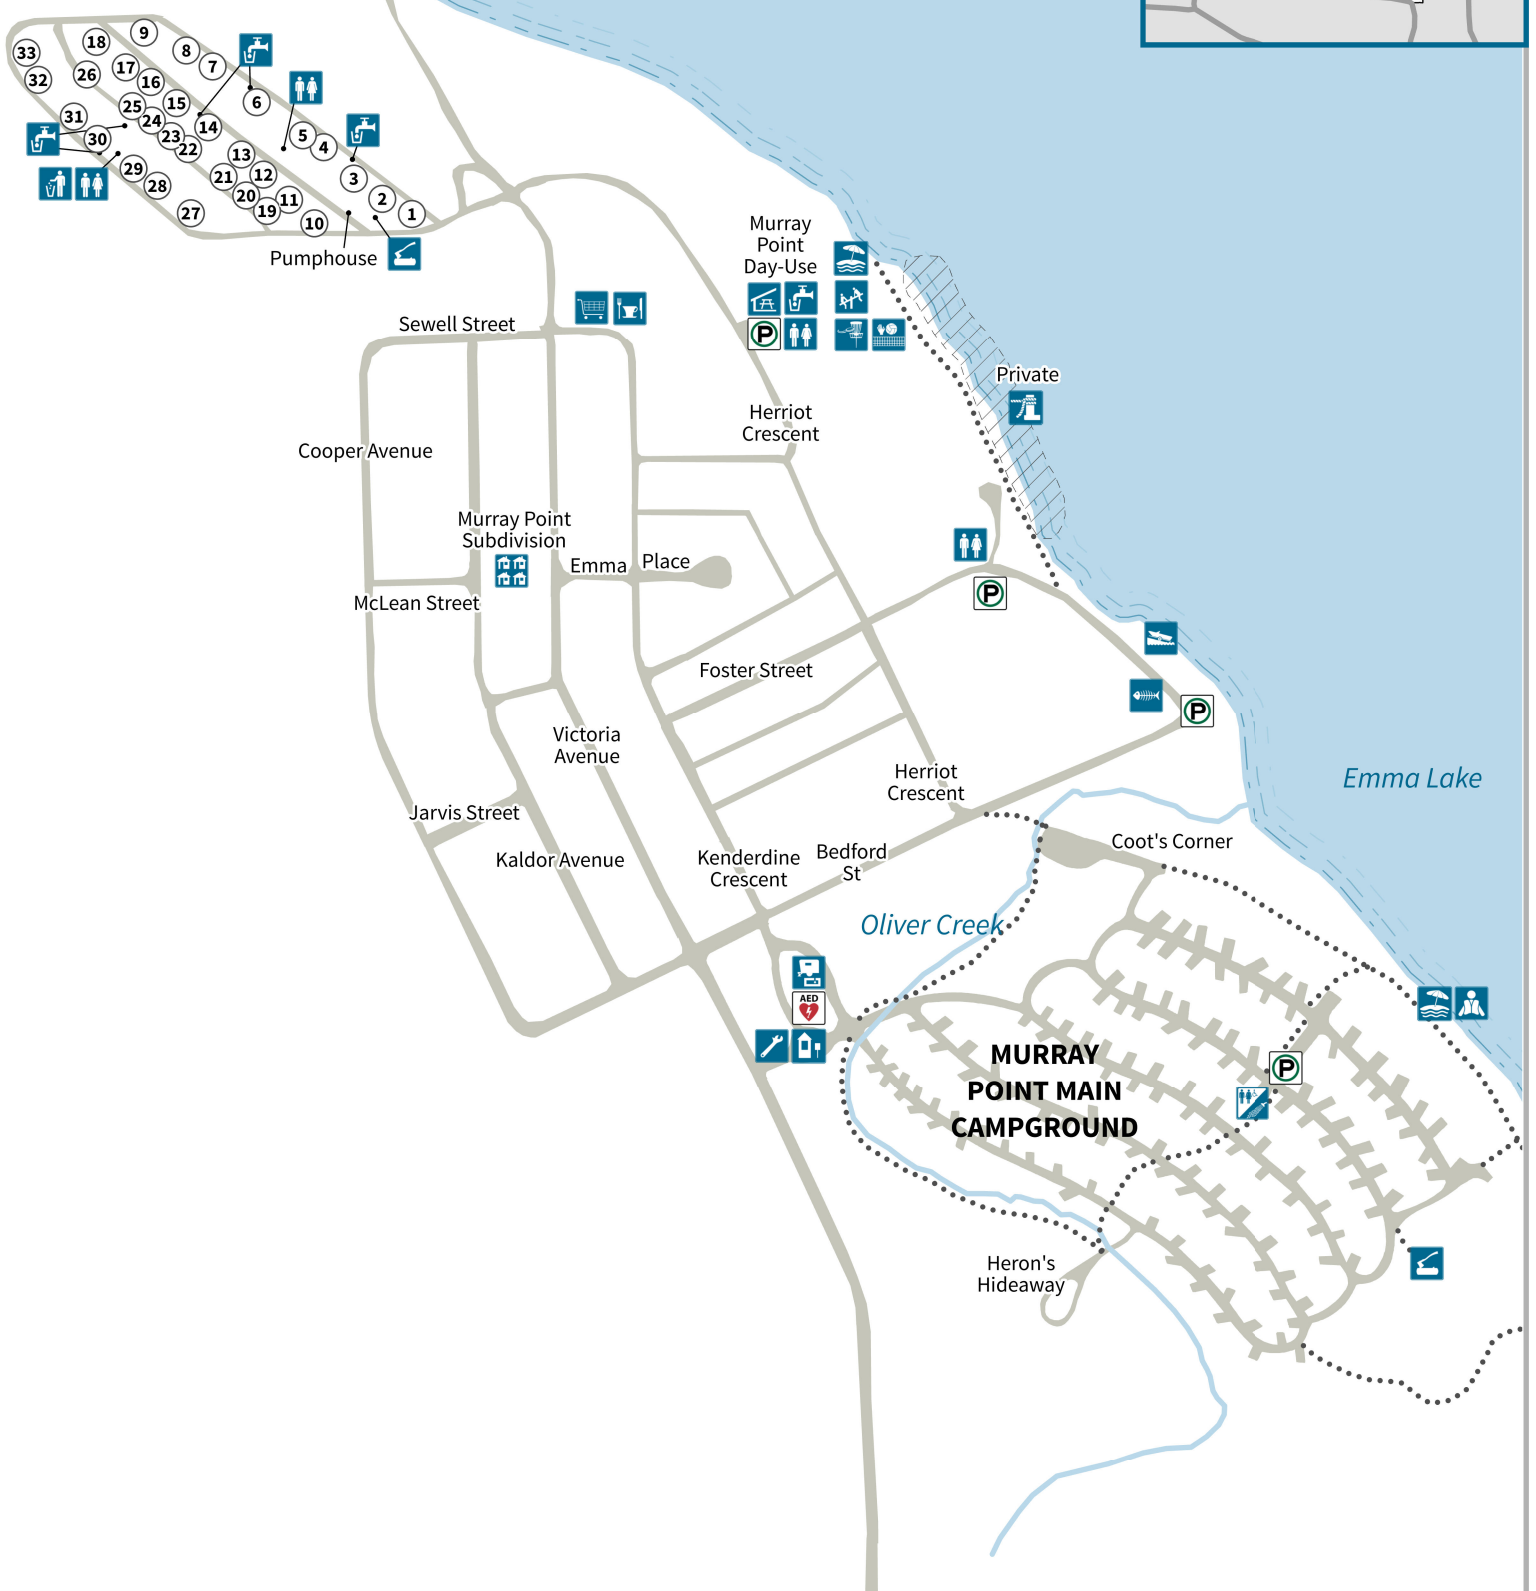 9
18
8
33
7
17
26
32
16
6
15
25
31
24
14
5
23
30
4
22
13
29
12
3
21
28
20
11
2
19
27
1
10
Pumphouse
Murray
Point
Day-Use
P
Sewell Street
Private
Herriot
Crescent
Cooper Avenue
Murray Point
Subdivision
Emma Place
McLean Street
P
Foster Street
P
Victoria
Avenue
Herriot
Crescent
Emma Lake
Jarvis Street
Coot's Corner
Kaldor Avenue
Kenderdine
Crescent
Bedford
St
Oliver Creek
AED
MURRAY
POINT MAIN
CAMPGROUND
P
Heron's
Hideaway